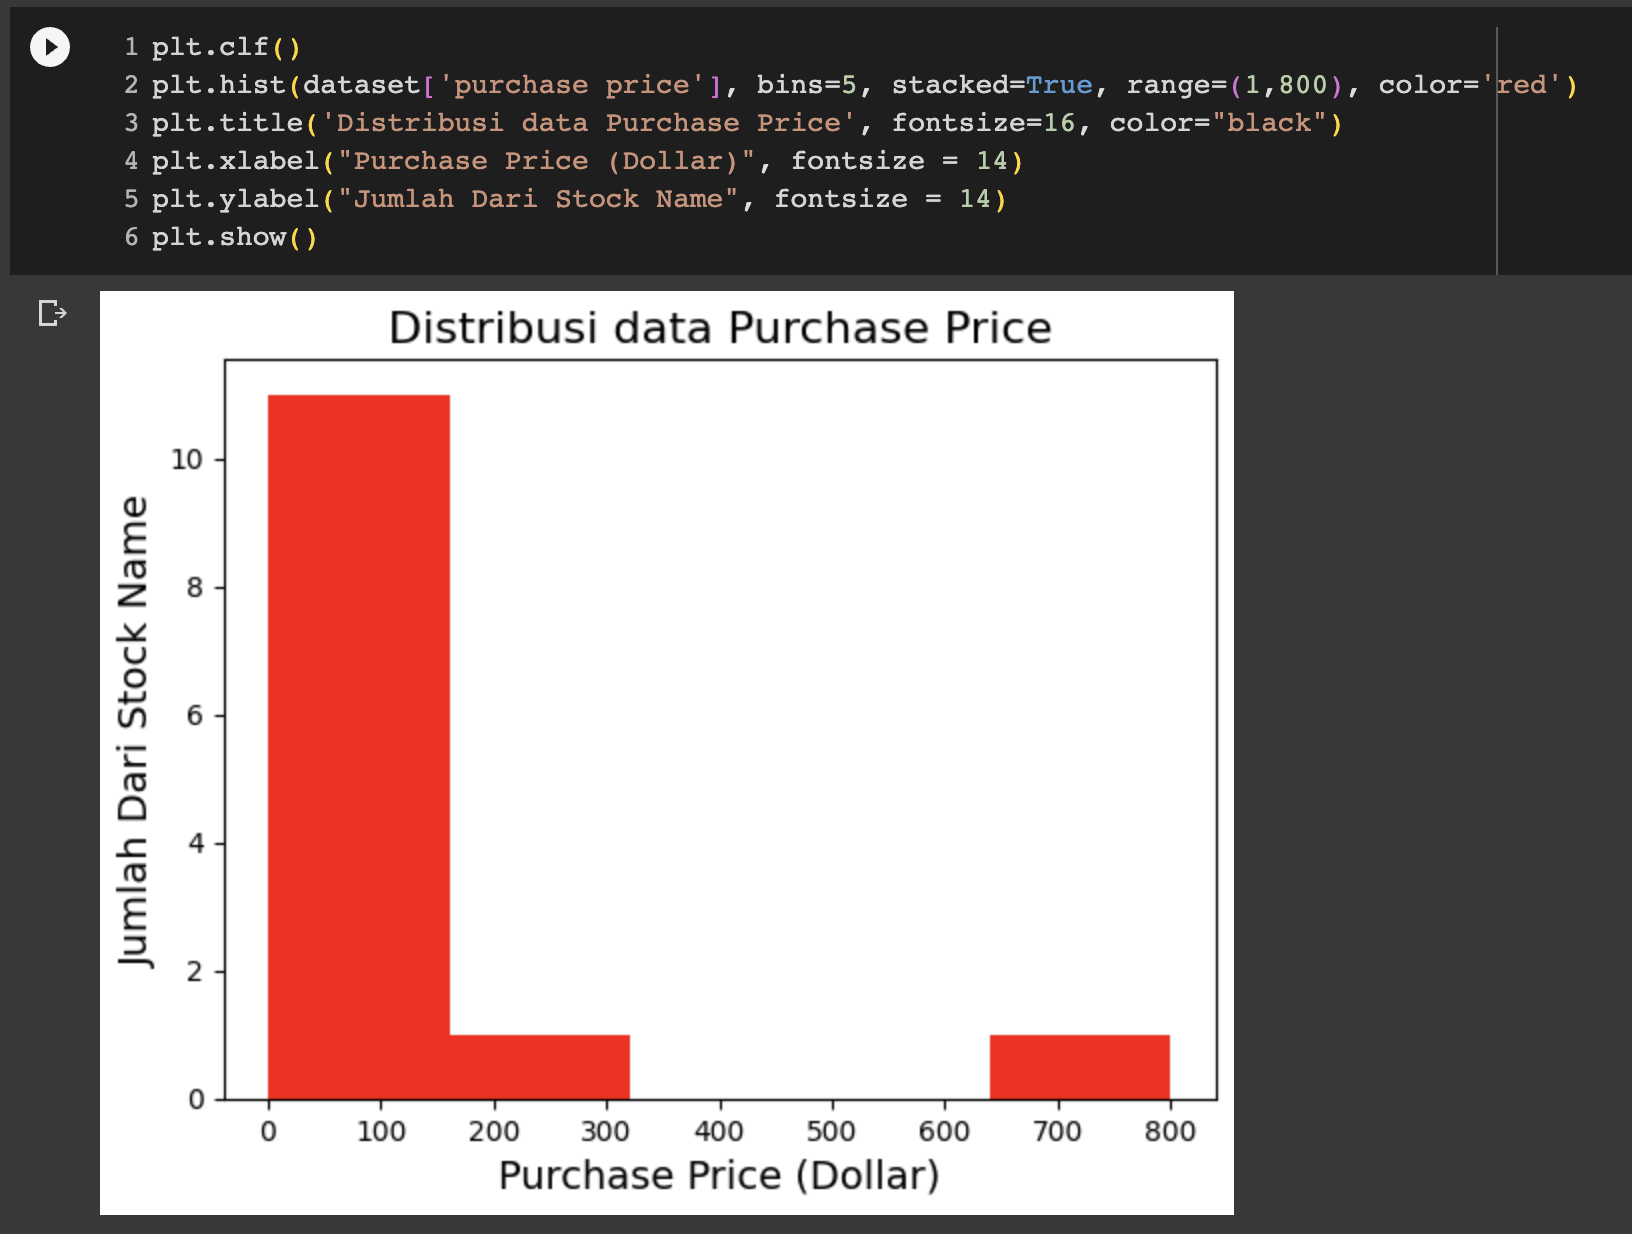 1 plt.clf()
2 plt.hist(dataset['purchase price'], bins=5, stacked=True, range=(1,800), color='red')
3 plt.title('Distribusi data Purchase Price', fontsize=16, color="black")
4 plt.xlabel("Purchase Price (Dollar)", fontsize = 14)
5 plt.ylabel("Jumlah Dari Stock Name", fontsize = 14)
6 plt.show()
Distribusi data Purchase Price
Jumlah Dari Stock Name
10
8
6
4
2
0
0 100 200 300 400 500 600 700 800
Purchase Price (Dollar)